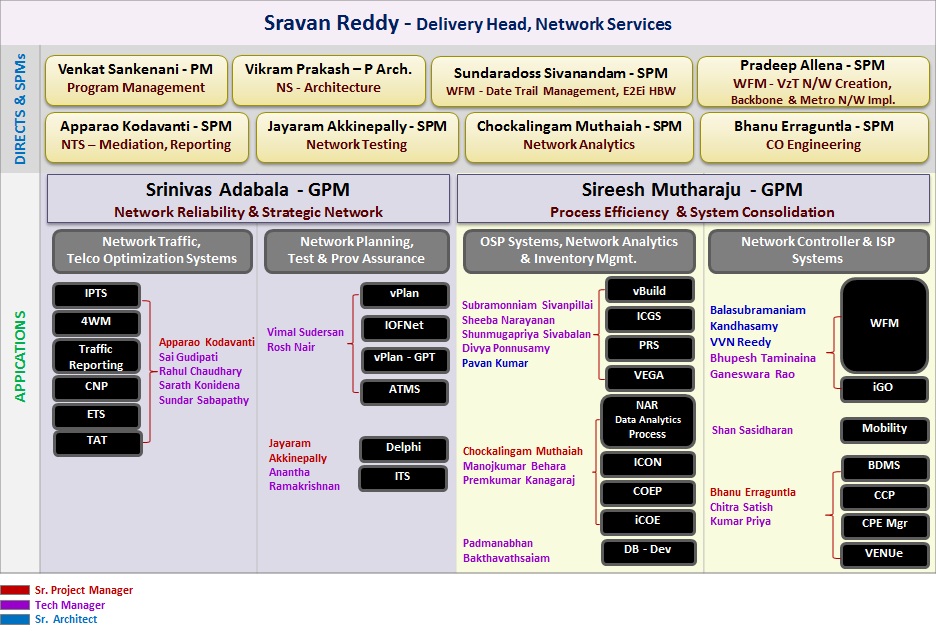 Sravan Reddy - Delivery Head, Network Services
DIRECTS & SPMs
Venkat Sankenani - PM
Program Management
Vikram Prakash – P Arch.
NS - Architecture
Sundaradoss Sivanandam - SPM
WFM - Date Trail Management, E2Ei HBW
Pradeep Allena - SPM
WFM - VzT N/W Creation,
Backbone & Metro N/W Impl.
Apparao Kodavanti - SPM
NTS – Mediation, Reporting
Jayaram Akkinepally - SPM
Network Testing
Chockalingam Muthaiah - SPM
Network Analytics
Bhanu Erraguntla - SPM
CO Engineering
APPICATIONS
Srinivas Adabala - GPM
Network Reliability & Strategic Network
Sireesh Mutharaju - GPM
Process Efficiency & System Consolidation
Network Traffic,
Telco Optimization Systems
IPTS
4WM
Traffic
Reporting
CNP
ETS
TAT
Apparao Kodavanti
Sai Gudipati
Rahul Chaudhary
Sarath Konidena
Sundar Sabapathy
Network Planning,
Test & Prov Assurance
Vimal Sudersan
Rosh Nair
vPlan
IOFNet
vPlan - GPT
ATMS
Jayaram
Akkinepally
Anantha
Ramakrishnan
Delphi
ITS
OSP Systems, Network Analytics
& Inventory Mgmt.
Subramonniam Sivanpillai
Sheeba Narayanan
Shunmugapriya Sivabalan
Divya Ponnusamy
Pavan Kumar
vBuild
ICGS
PRS
VEGA
Chockalingam Muthaiah
Manojkumar Behara
Premkumar Kanagaraj
NAR
Data Analytics
Process
ICON
COEP
iCOE
Padmanabhan
Bakthavathsaiam
DB - Dev
Network Controller & ISP
Systems
Balasubramaniam
Kandhasamy
VVN Reedy
Bhupesh Taminaina
Ganeswara Rao
WFM
iGO
Shan Sasidharan
Mobility
Bhanu Erraguntla
Chitra Satish
Kumar Priya
BDMS
CCP
CPE Mgr
VENUe
Sr. Project Manager
Tech Manager
Sr. Architect